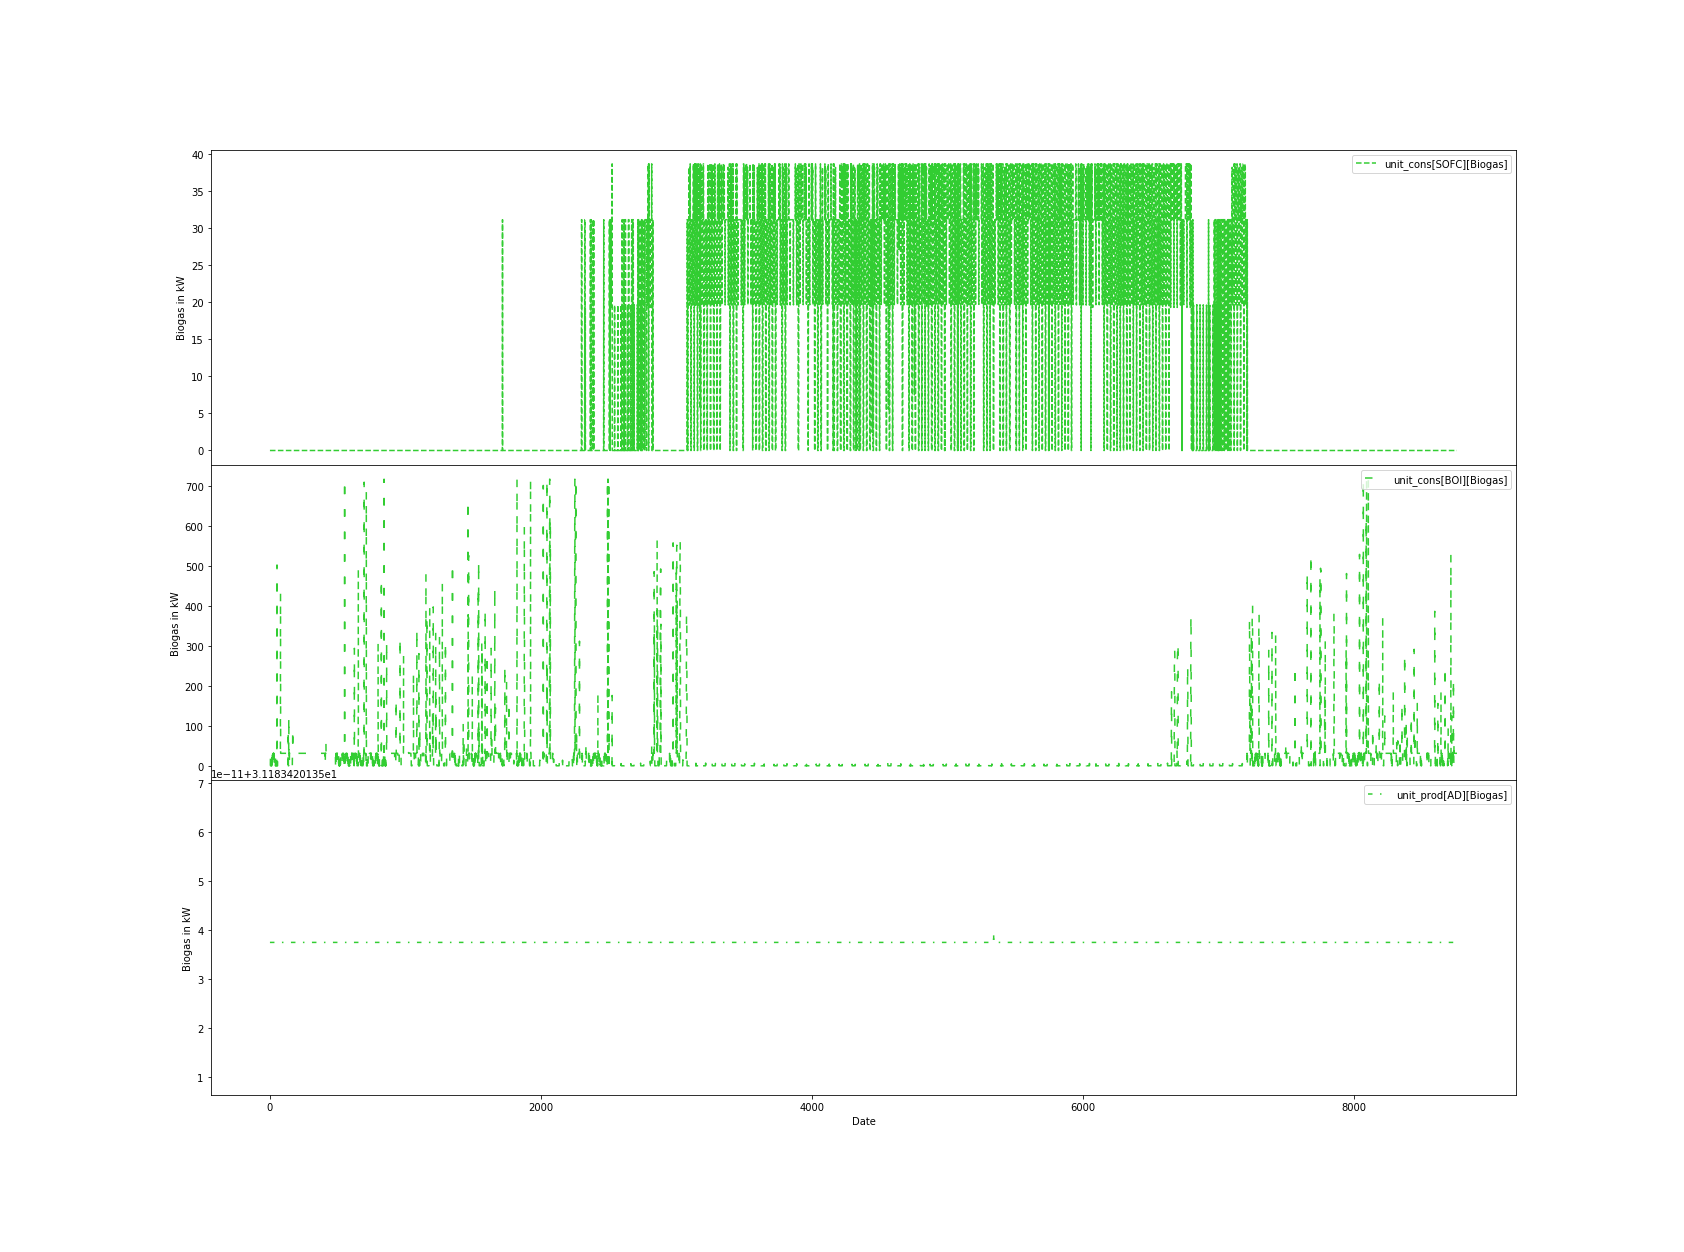 unit_cons[SOFC][Biogas]
40
35
30
25
20
15
10
5
0
Biogas in kW
unit_cons[BOI][Biogas]
700
600
500
400
300
200
100
0
Biogas in kW
1e−11+3.1183420135e1
unit_prod[AD][Biogas]
7
6
5
4
3
2
1
Biogas in kW
0 2000 4000 6000 8000
Date